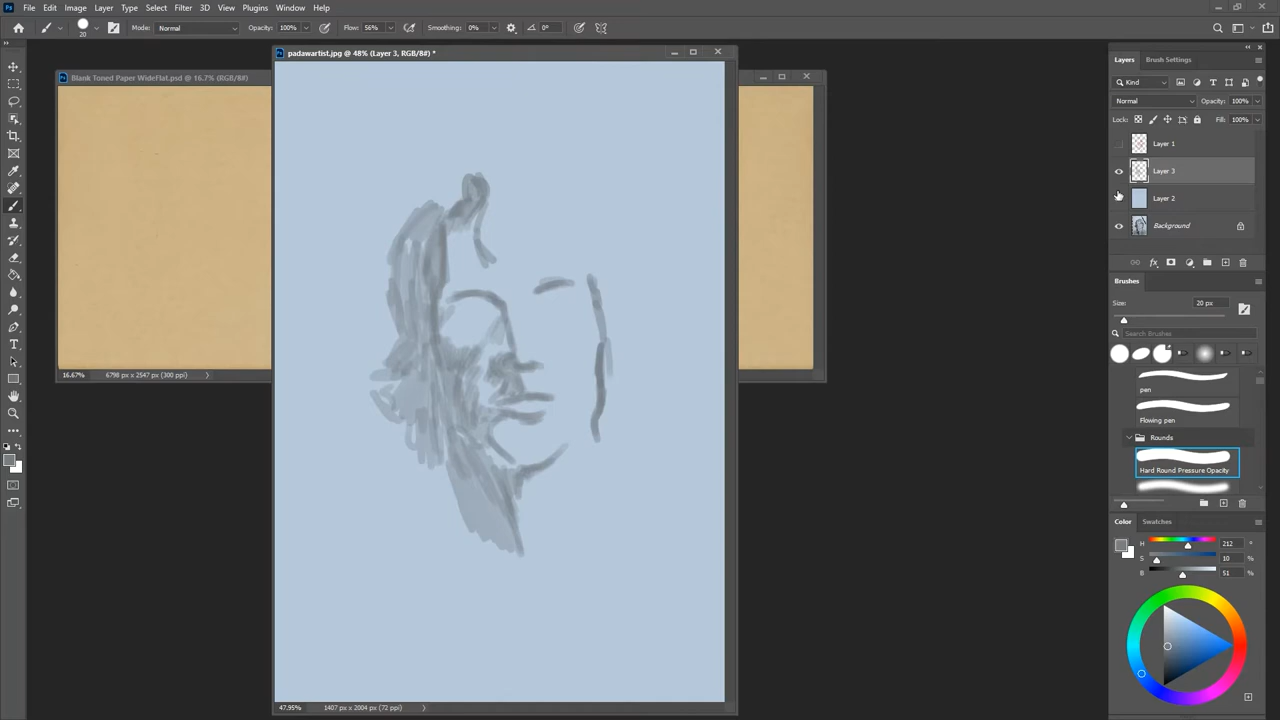 Ps File Edit Image Layer Type Select Filter 3D View Plugins Window Help
20 Mode: Normal Opacity: 100% Flow: 56% Smoothing: 0% 0°
padawartist.jpg @ 48% (Layer 3, RGB/8#) *
Blank Toned Paper WideFlat.psd @ 16.7% (RGB/8#)
16.67% 6798 px x 2547 px (300 ppi)
47.95% 1407 px x 2004 px (72 ppi)
Layers Brush Settings
Kind
Normal Opacity: 100%
Lock: Fill: 100%
Layer 1
Layer 3
Layer 2
Background
fx
Brushes
Size: 20 px
Search Brushes
pen
Flowing pen
Rounds
Hard Round Pressure Opacity
Color Swatches
H 212 °
S 10 %
B 51 %